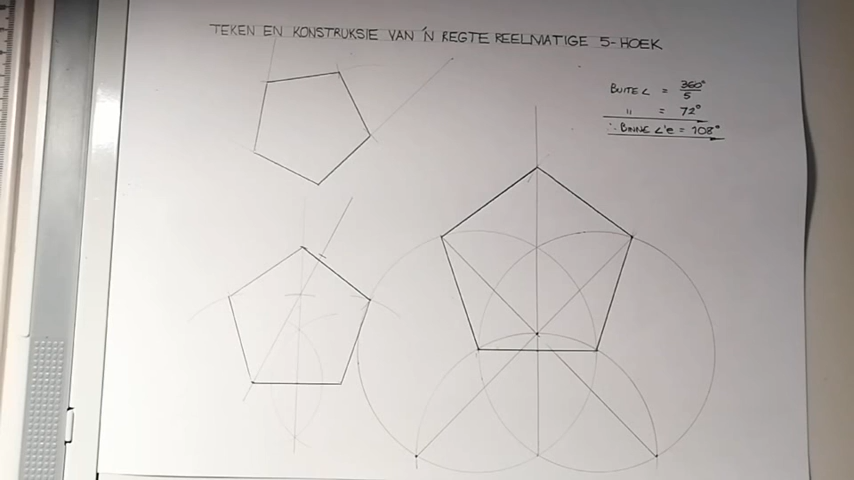 TEKEN EN KONSTRUKSIE VAN 'N REGTE REELMATIGE 5-HOEK
BUITE ∠ = 360°/5
" = 72°
∴ BINNE ∠'e = 108°